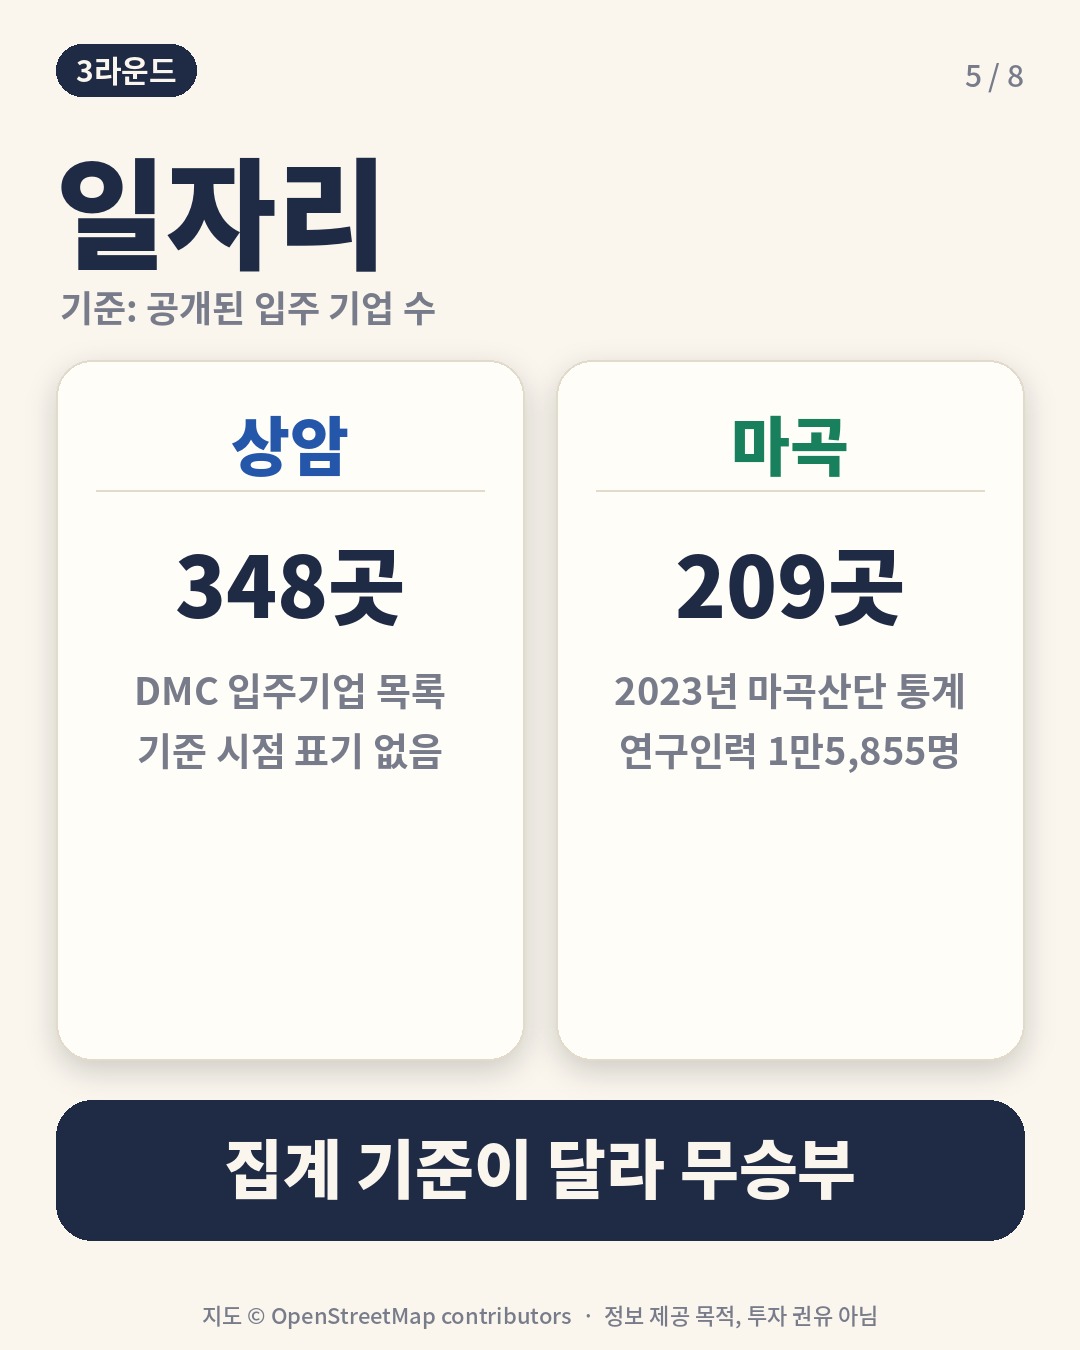 3라운드
5 / 8
일자리
기준: 공개된 입주 기업 수
상암
348곳
DMC 입주기업 목록
기준 시점 표기 없음
마곡
209곳
2023년 마곡산단 통계
연구인력 1만5,855명
집계 기준이 달라 무승부
지도 © OpenStreetMap contributors · 정보 제공 목적, 투자 권유 아님